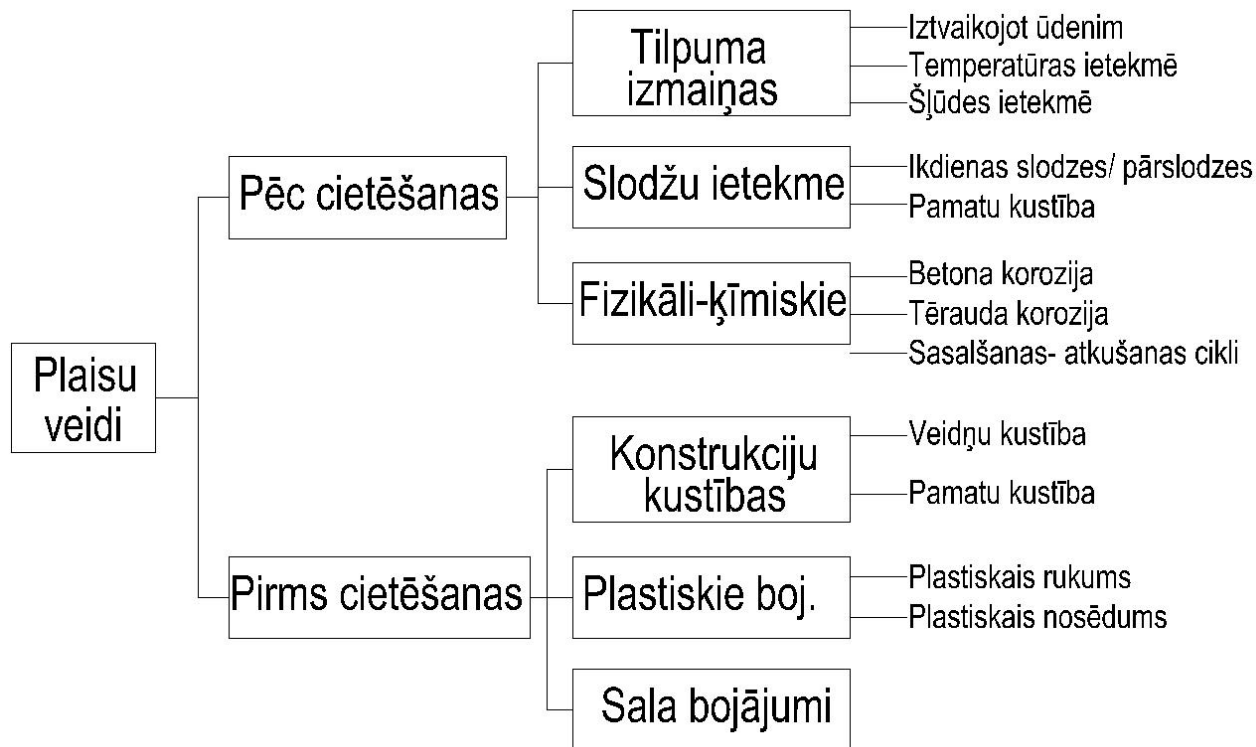 Plaisu
veidi
Pēc cietēšanas
Tilpuma
izmaiņas
Iztvaikojot ūdenim
Temperatūras ietekmē
Šļūdes ietekmē
Slodžu ietekme
Ikdienas slodzes/ pārslodzes
Pamatu kustība
Fizikāli-ķīmiskie
Betona korozija
Tērauda korozija
Sasalšanas- atkušanas cikli
Pirms cietēšanas
Konstrukciju
kustības
Veidņu kustība
Pamatu kustība
Plastiskie boj.
Plastiskais rukums
Plastiskais nosēdums
Sala bojājumi